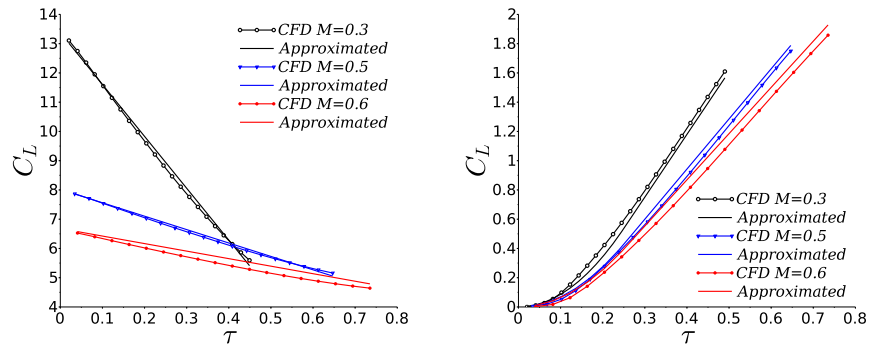 14
13
12
11
10
9
8
7
6
5
4
C_L
0 0.1 0.2 0.3 0.4 0.5 0.6 0.7 0.8
τ
CFD M=0.3
Approximated
CFD M=0.5
Approximated
CFD M=0.6
Approximated
2
1.8
1.6
1.4
1.2
1
0.8
0.6
0.4
0.2
0
C_L
0 0.1 0.2 0.3 0.4 0.5 0.6 0.7 0.8
τ
CFD M=0.3
Approximated
CFD M=0.5
Approximated
CFD M=0.6
Approximated